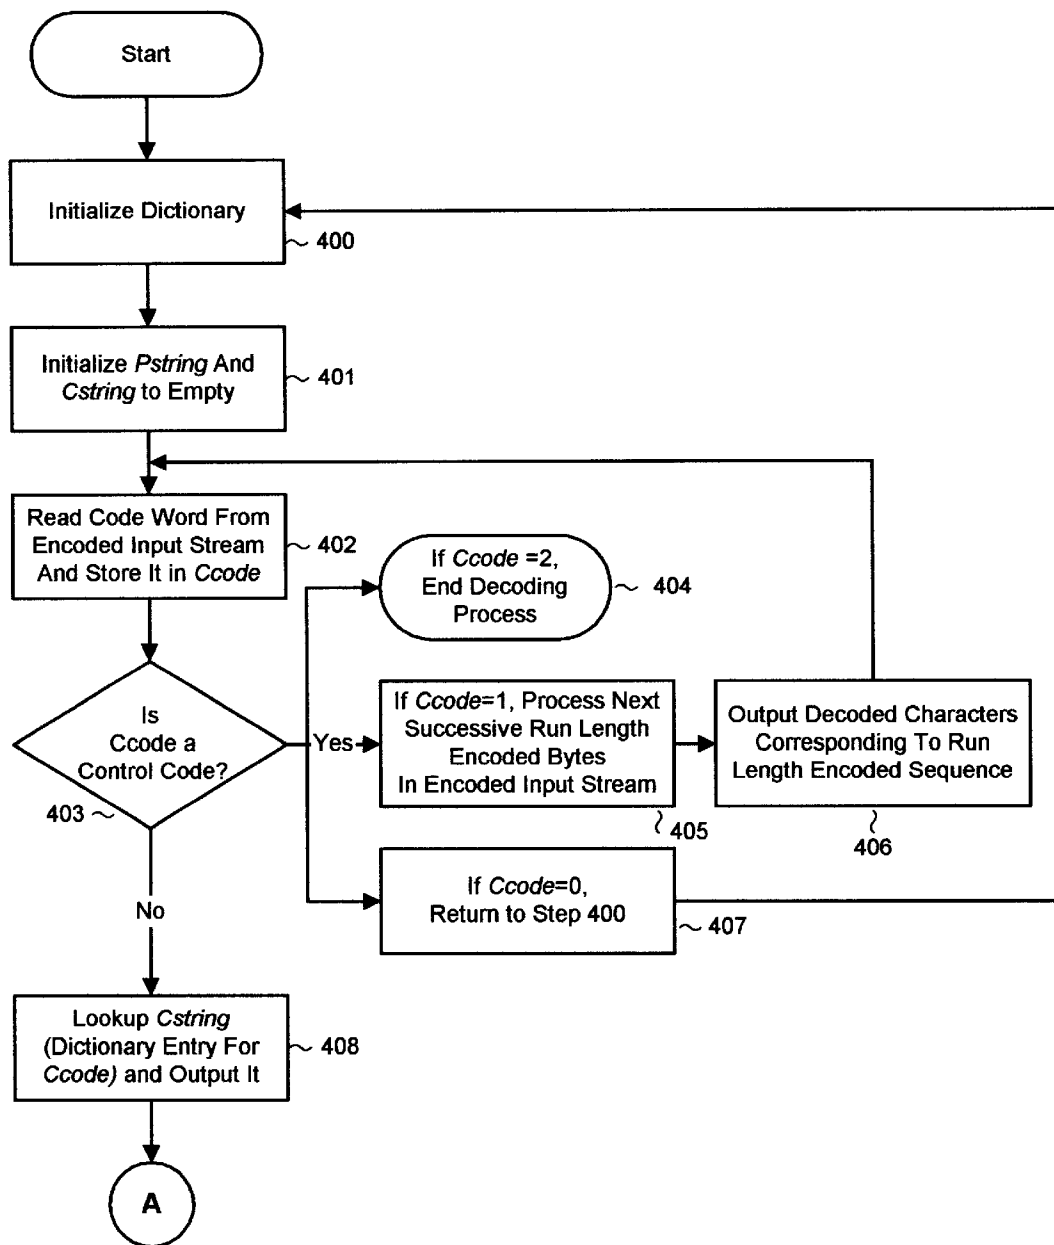 Start
Initialize Dictionary
400
Initialize Pstring And
Cstring to Empty
401
Read Code Word From
Encoded Input Stream
And Store It in Ccode
402
If Ccode =2,
End Decoding
Process
404
Is
Ccode a
Control Code?
403
Yes
If Ccode=1, Process Next
Successive Run Length
Encoded Bytes
In Encoded Input Stream
405
Output Decoded Characters
Corresponding To Run
Length Encoded Sequence
406
If Ccode=0,
Return to Step 400
407
No
Lookup Cstring
(Dictionary Entry For
Ccode) and Output It
408
A